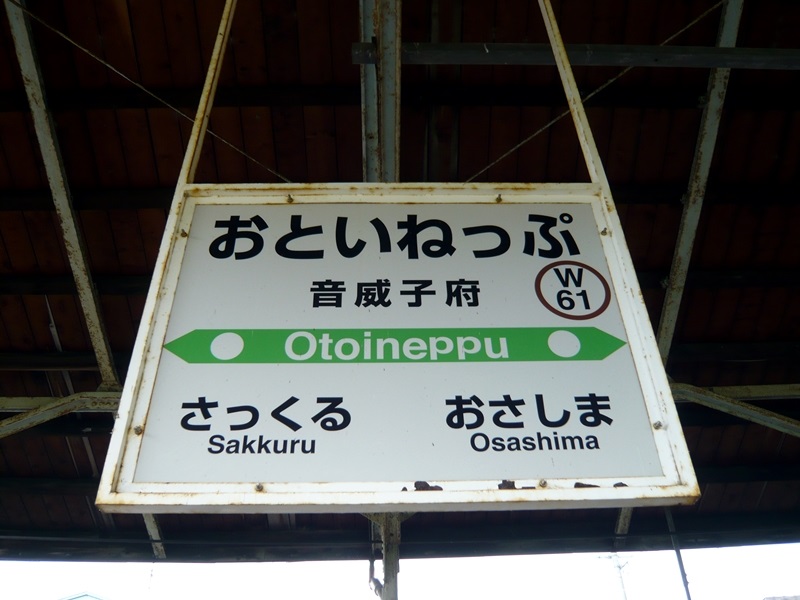 おといねっぷ
音威子府
W
61
Otoineppu
さっくる
Sakkuru
おさしま
Osashima